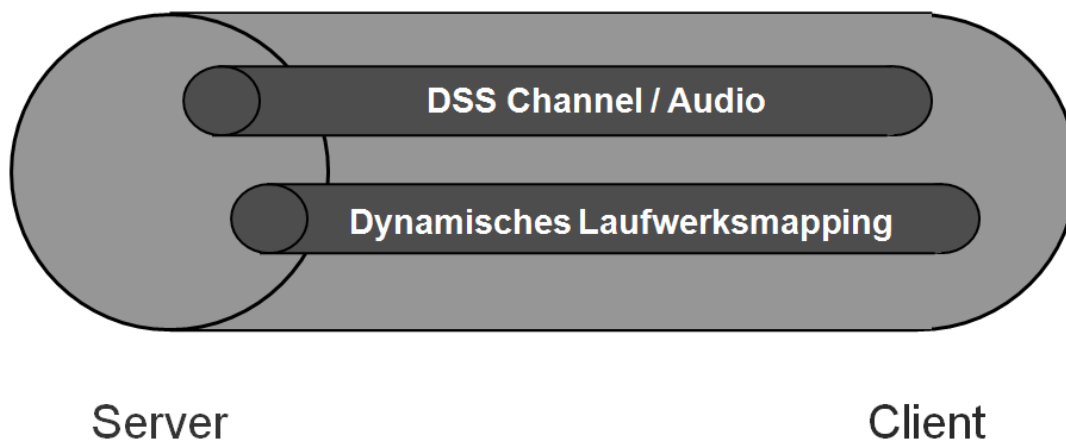 DSS Channel / Audio
Dynamisches Laufwerksmapping
Server
Client